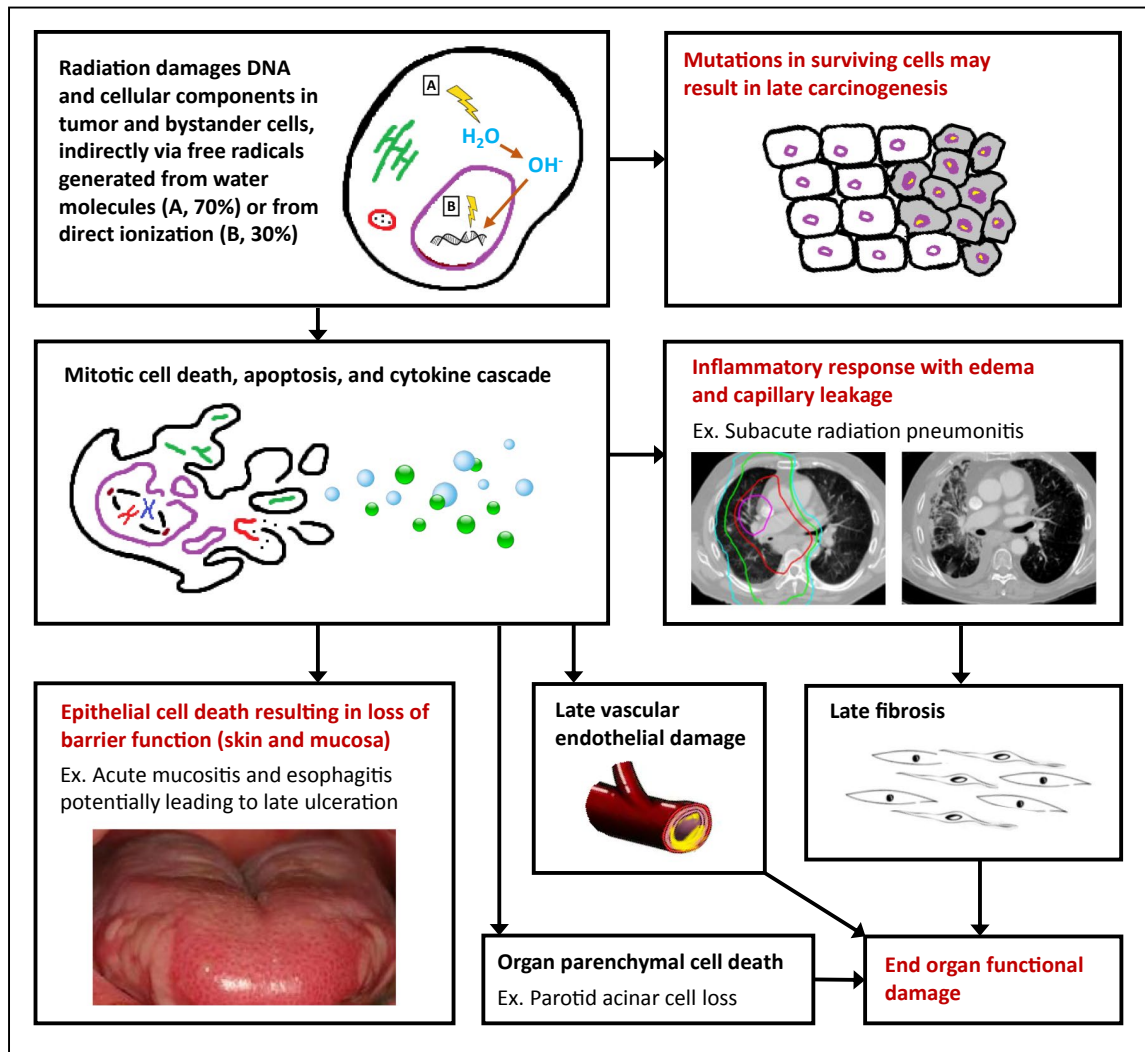 Radiation damages DNA
and cellular components in
tumor and bystander cells,
indirectly via free radicals
generated from water
molecules (A, 70%) or from
direct ionization (B, 30%)
A
H₂O
OH⁻
B
Mutations in surviving cells may
result in late carcinogenesis
Mitotic cell death, apoptosis, and cytokine cascade
Inflammatory response with edema
and capillary leakage
Ex. Subacute radiation pneumonitis
Epithelial cell death resulting in loss of
barrier function (skin and mucosa)
Ex. Acute mucositis and esophagitis
potentially leading to late ulceration
Late vascular
endothelial damage
Late fibrosis
Organ parenchymal cell death
Ex. Parotid acinar cell loss
End organ functional
damage